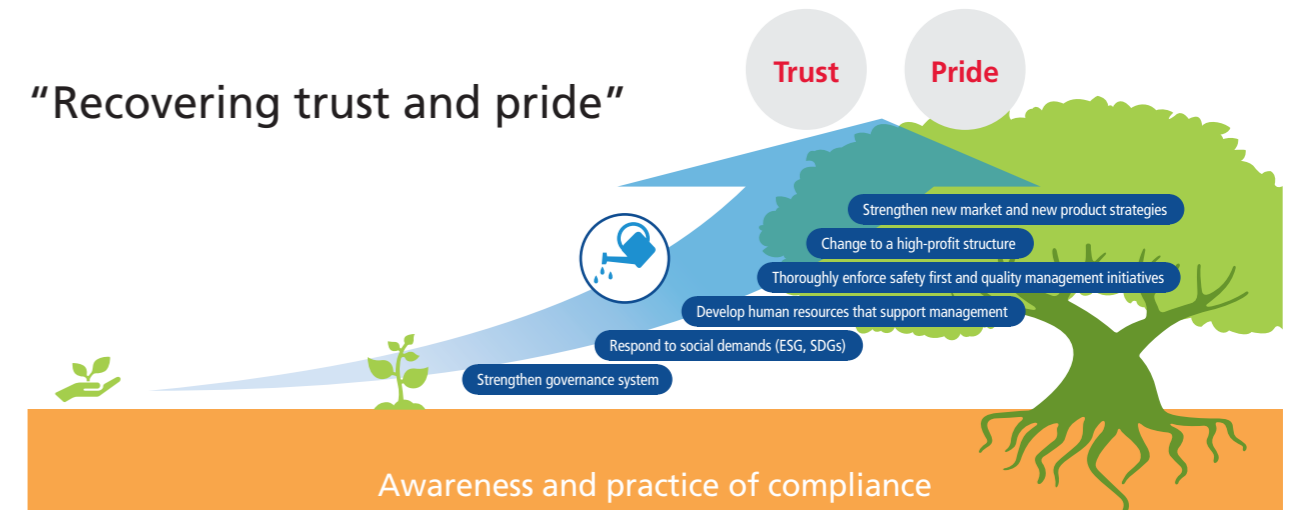 “Recovering trust and pride”
Trust
Pride
Strengthen new market and new product strategies
Change to a high-profit structure
Thoroughly enforce safety first and quality management initiatives
Develop human resources that support management
Respond to social demands (ESG, SDGs)
Strengthen governance system
Awareness and practice of compliance